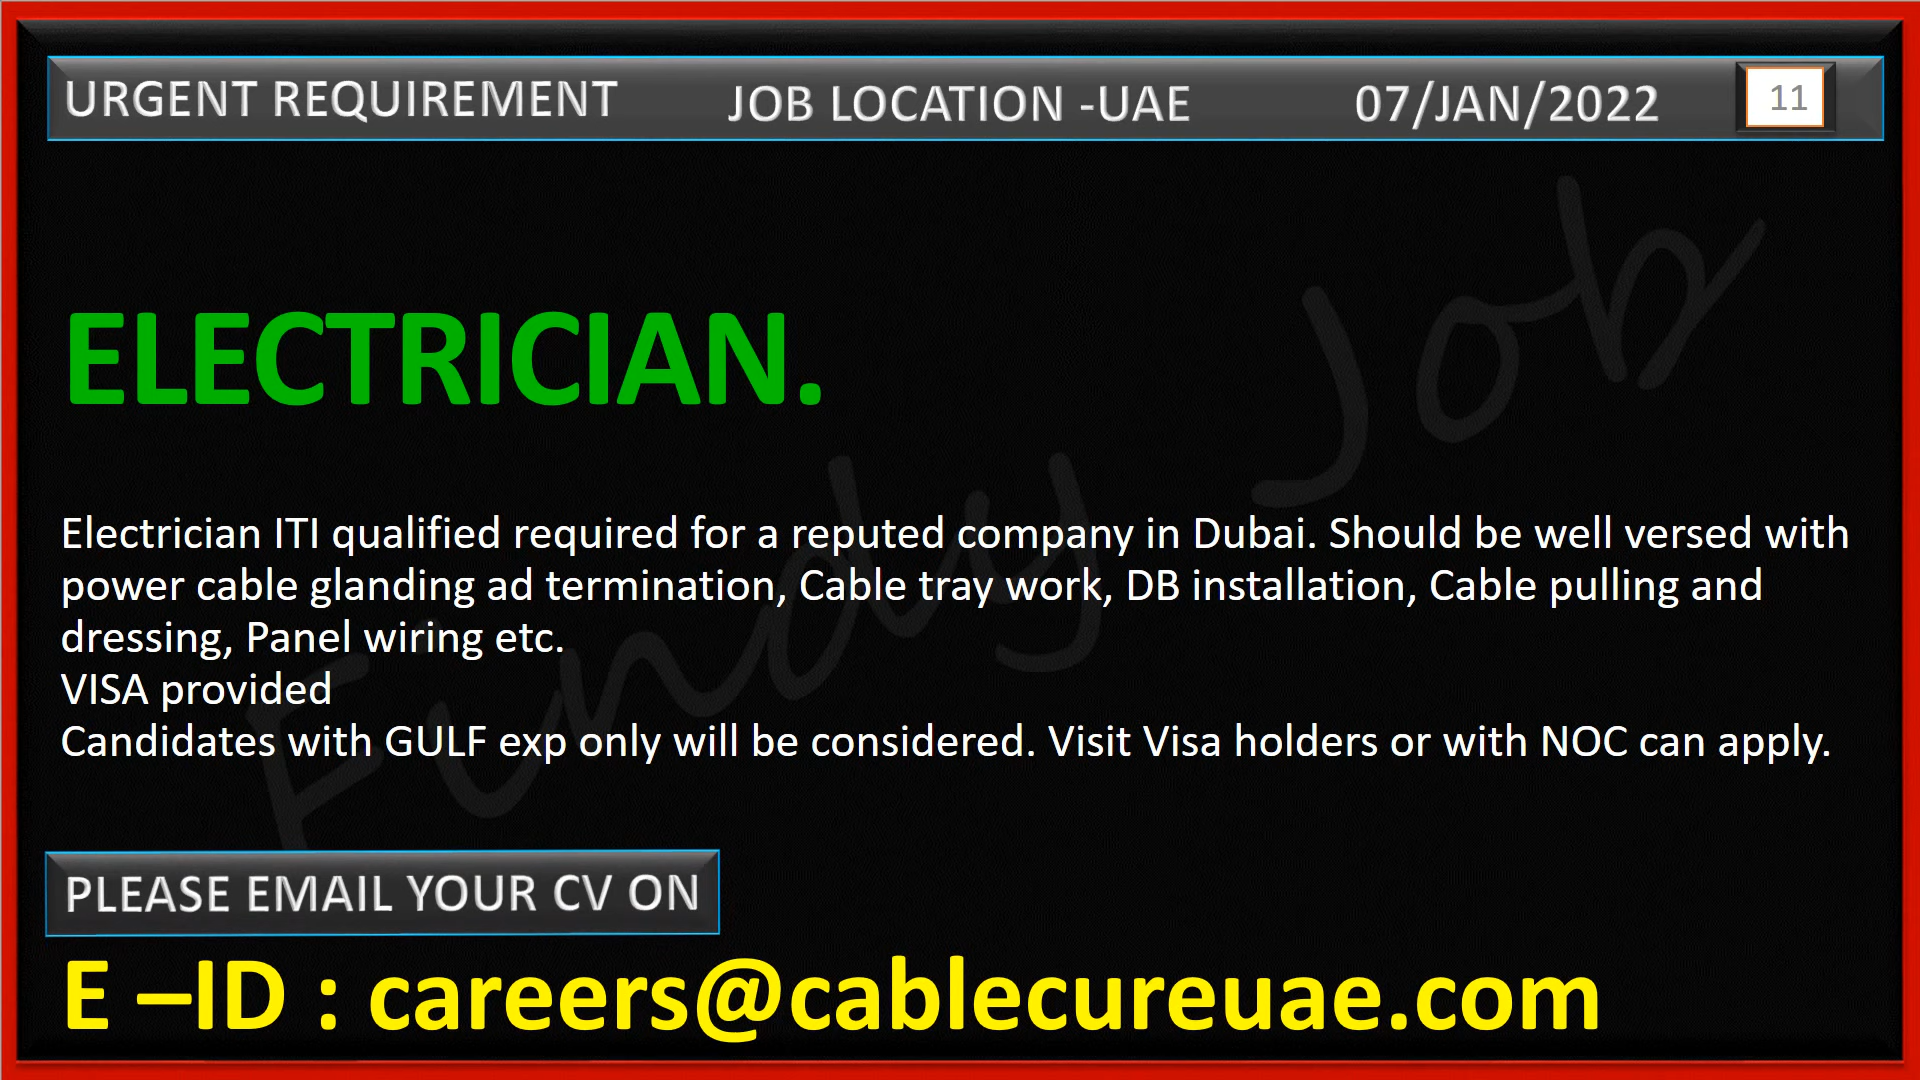 URGENT REQUIREMENT JOB LOCATION -UAE 07/JAN/2022 11
ELECTRICIAN.
Electrician ITI qualified required for a reputed company in Dubai. Should be well versed with
power cable glanding ad termination, Cable tray work, DB installation, Cable pulling and
dressing, Panel wiring etc.
VISA provided
Candidates with GULF exp only will be considered. Visit Visa holders or with NOC can apply.
Findy Job
PLEASE EMAIL YOUR CV ON
E –ID : careers@cablecureuae.com